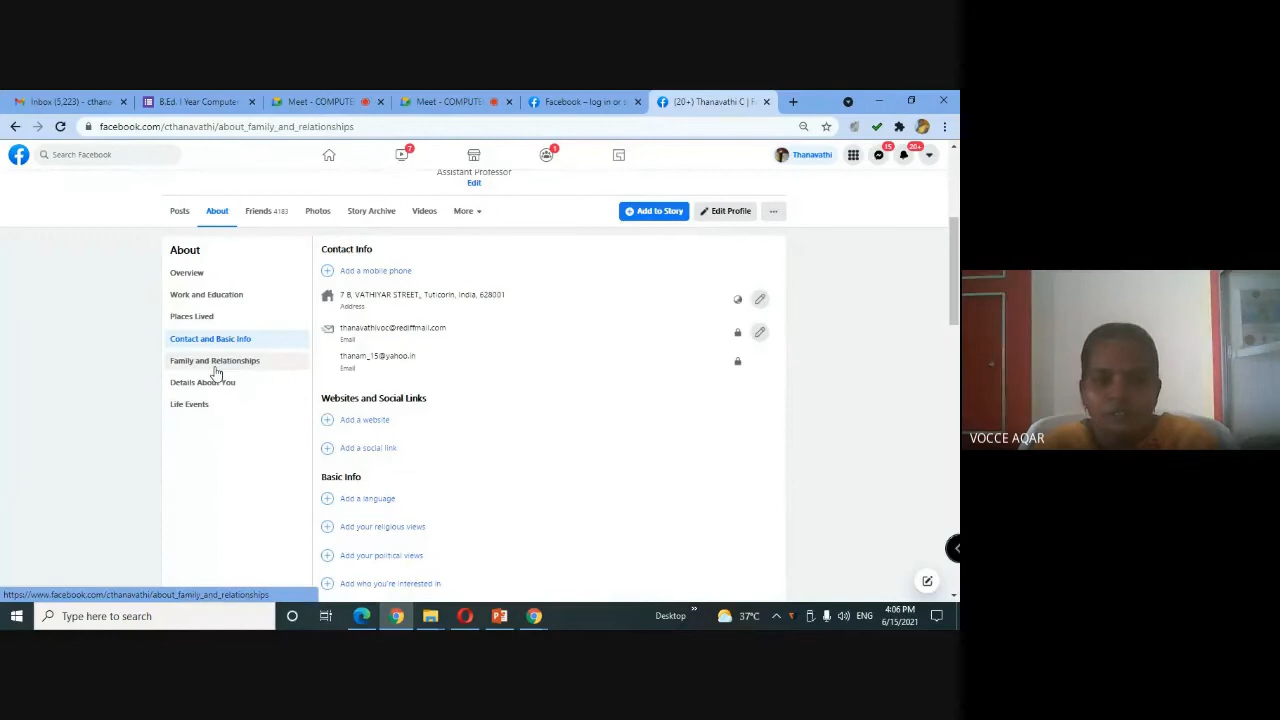 Inbox (5,223) - cthana
B.Ed. I Year Compute
Meet - COMPUTE
Meet - COMPUTE
Facebook – log in or s
(20+) Thanavathi C | F
facebook.com/cthanavathi/about_family_and_relationships
Search Facebook
7
1
Thanavathi
15
20+
Assistant Professor
Edit
Posts
About
Friends 4183
Photos
Story Archive
Videos
More
Add to Story
Edit Profile
...
About
Overview
Work and Education
Places Lived
Contact and Basic Info
Family and Relationships
Details About You
Life Events
Contact Info
Add a mobile phone
7 B, VATHIYAR STREET,, Tuticorin, India, 628001
Address
thanavathivoc@rediffmail.com
Email
thanam_15@yahoo.in
Email
Websites and Social Links
Add a website
Add a social link
Basic Info
Add a language
Add your religious views
Add your political views
Add who you're interested in
https://www.facebook.com/cthanavathi/about_family_and_relationships
Type here to search
Desktop
37°C
ENG
4:06 PM
6/15/2021
VOCCE AQAR